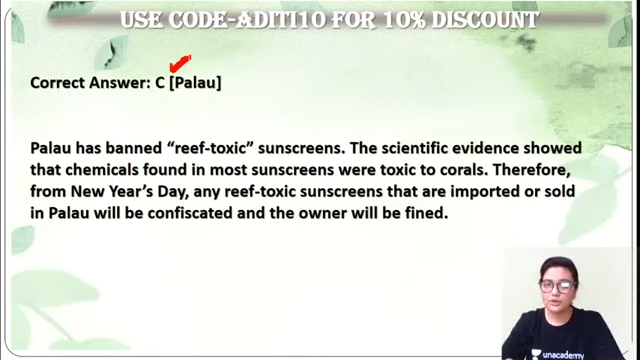 USE CODE-ADITI10 FOR 10% DISCOUNT
Correct Answer: C [Palau]
Palau has banned “reef-toxic” sunscreens. The scientific evidence showed
that chemicals found in most sunscreens were toxic to corals. Therefore,
from New Year’s Day, any reef-toxic sunscreens that are imported or sold
in Palau will be confiscated and the owner will be fined.
unacademy